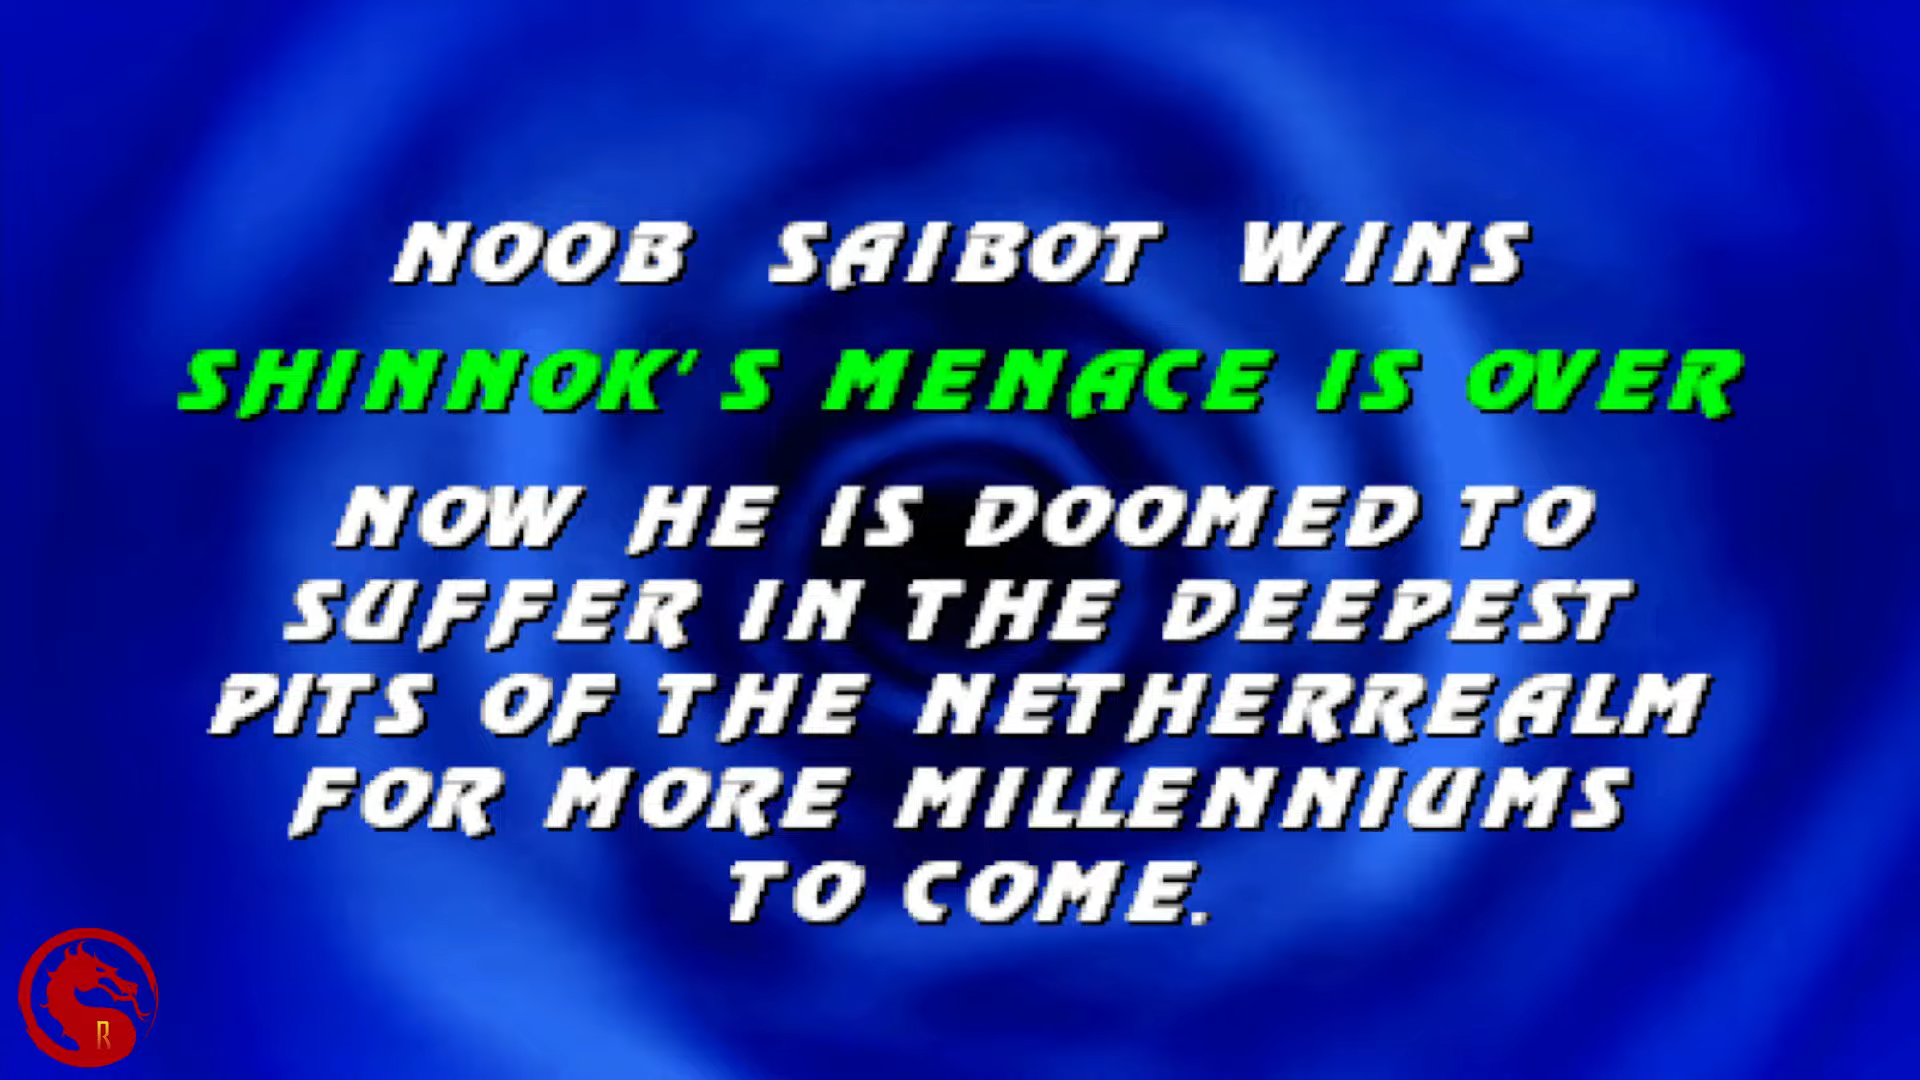 NOOB SAIBOT WINS
SHINNOK'S MENACE IS OVER
NOW HE IS DOOMED TO
SUFFER IN THE DEEPEST
PITS OF THE NETHERREALM
FOR MORE MILLENNIUMS
TO COME.
R